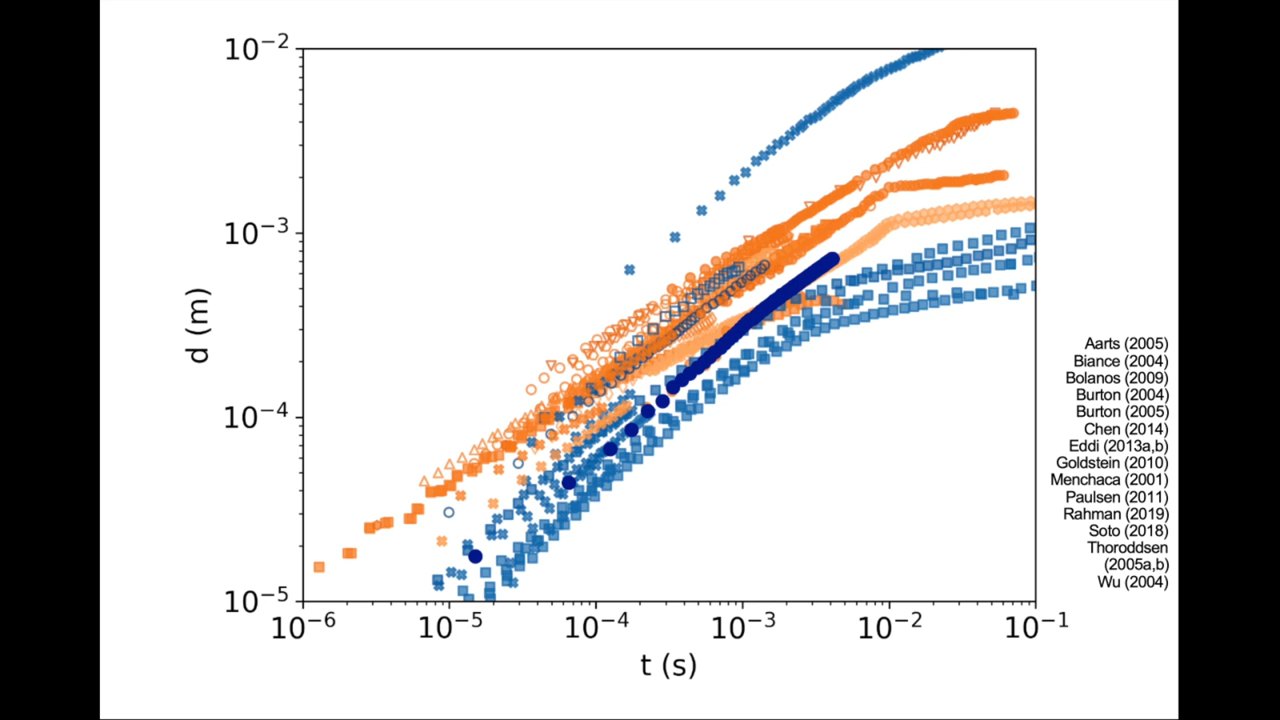 10⁻²
10⁻³
10⁻⁴
10⁻⁵
d (m)
10⁻⁶ 10⁻⁵ 10⁻⁴ 10⁻³ 10⁻² 10⁻¹
t (s)
Aarts (2005)
Biance (2004)
Bolanos (2009)
Burton (2004)
Burton (2005)
Chen (2014)
Eddi (2013a,b)
Goldstein (2010)
Menchaca (2001)
Paulsen (2011)
Rahman (2019)
Soto (2018)
Thoroddsen
(2005a,b)
Wu (2004)